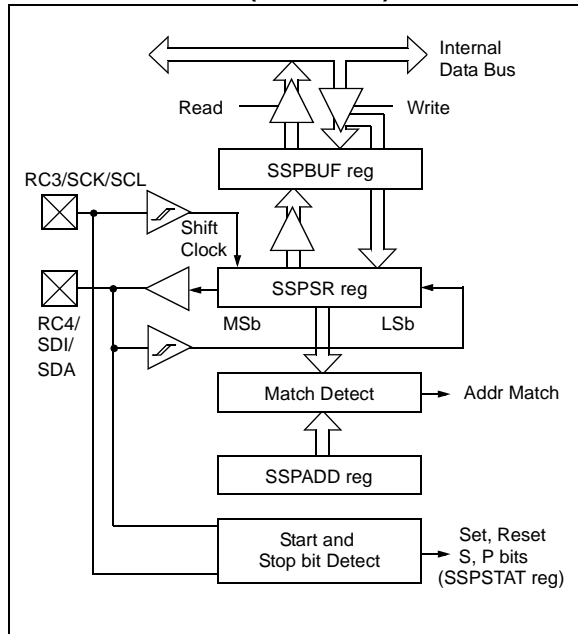 Internal
Data Bus
Read
Write
SSPBUF reg
RC3/SCK/SCL
Shift
Clock
SSPSR reg
MSb
LSb
RC4/
SDI/
SDA
Match Detect
Addr Match
SSPADD reg
Start and
Stop bit Detect
Set, Reset
S, P bits
(SSPSTAT reg)